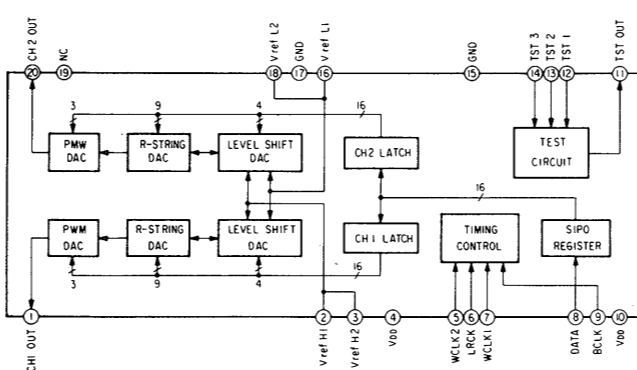 CH2 OUT
NC
Vref L2
GND
Vref L1
GND
TST 3
TST 2
TST 1
TST OUT
20
19
18
17
16
15
14
13
12
11
3
9
4
16
PMW DAC
R-STRING DAC
LEVEL SHIFT DAC
CH2 LATCH
TEST CIRCUIT
16
PWM DAC
R-STRING DAC
LEVEL SHIFT DAC
CH1 LATCH
TIMING CONTROL
SIPO REGISTER
3
9
4
16
1
2
3
4
5
6
7
8
9
10
CH1 OUT
Vref H1
Vref H2
VDD
WCLK2
LRCK
WCLK1
DATA
BCLK
VDD